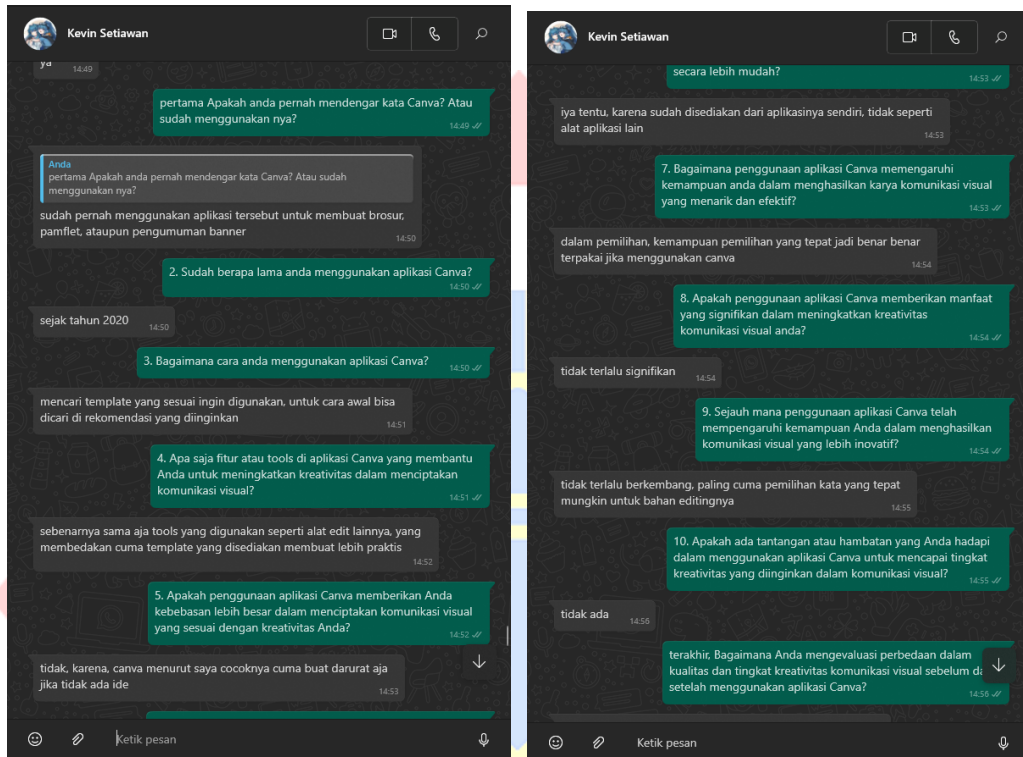 Kevin Setiawan
ya
14:49
pertama Apakah anda pernah mendengar kata Canva? Atau
sudah menggunakan nya?
14:49
Anda
pertama Apakah anda pernah mendengar kata Canva? Atau sudah
menggunakan nya?
sudah pernah menggunakan aplikasi tersebut untuk membuat brosur,
pamflet, ataupun pengumuman banner
14:50
2. Sudah berapa lama anda menggunakan aplikasi Canva?
14:50
sejak tahun 2020
14:50
3. Bagaimana cara anda menggunakan aplikasi Canva?
14:50
mencari template yang sesuai ingin digunakan, untuk cara awal bisa
dicari di rekomendasi yang diinginkan
14:51
4. Apa saja fitur atau tools di aplikasi Canva yang membantu
Anda untuk meningkatkan kreativitas dalam menciptakan
komunikasi visual?
14:51
sebenarnya sama aja tools yang digunakan seperti alat edit lainnya, yang
membedakan cuma template yang disediakan membuat lebih praktis
14:52
5. Apakah penggunaan aplikasi Canva memberikan Anda
kebebasan lebih besar dalam menciptakan komunikasi visual
yang sesuai dengan kreativitas Anda?
14:52
tidak, karena, canva menurut saya cocoknya cuma buat darurat aja
jika tidak ada ide
14:53
Ketik pesan
Kevin Setiawan
secara lebih mudah?
14:53
iya tentu, karena sudah disediakan dari aplikasinya sendiri, tidak seperti
alat aplikasi lain
14:53
7. Bagaimana penggunaan aplikasi Canva memengaruhi
kemampuan anda dalam menghasilkan karya komunikasi visual
yang menarik dan efektif?
14:53
dalam pemilihan, kemampuan pemilihan yang tepat jadi benar benar
terpakai jika menggunakan canva
14:54
8. Apakah penggunaan aplikasi Canva memberikan manfaat
yang signifikan dalam meningkatkan kreativitas
komunikasi visual anda?
14:54
tidak terlalu signifikan
14:54
9. Sejauh mana penggunaan aplikasi Canva telah
mempengaruhi kemampuan Anda dalam menghasilkan
komunikasi visual yang lebih inovatif?
14:54
tidak terlalu berkembang, paling cuma pemilihan kata yang tepat
mungkin untuk bahan editingnya
14:55
10. Apakah ada tantangan atau hambatan yang Anda hadapi
dalam menggunakan aplikasi Canva untuk mencapai tingkat
kreativitas yang diinginkan dalam komunikasi visual?
14:55
tidak ada
14:56
terakhir, Bagaimana Anda mengevaluasi perbedaan dalam
kualitas dan tingkat kreativitas komunikasi visual sebelum da
setelah menggunakan aplikasi Canva?
14:56
Ketik pesan